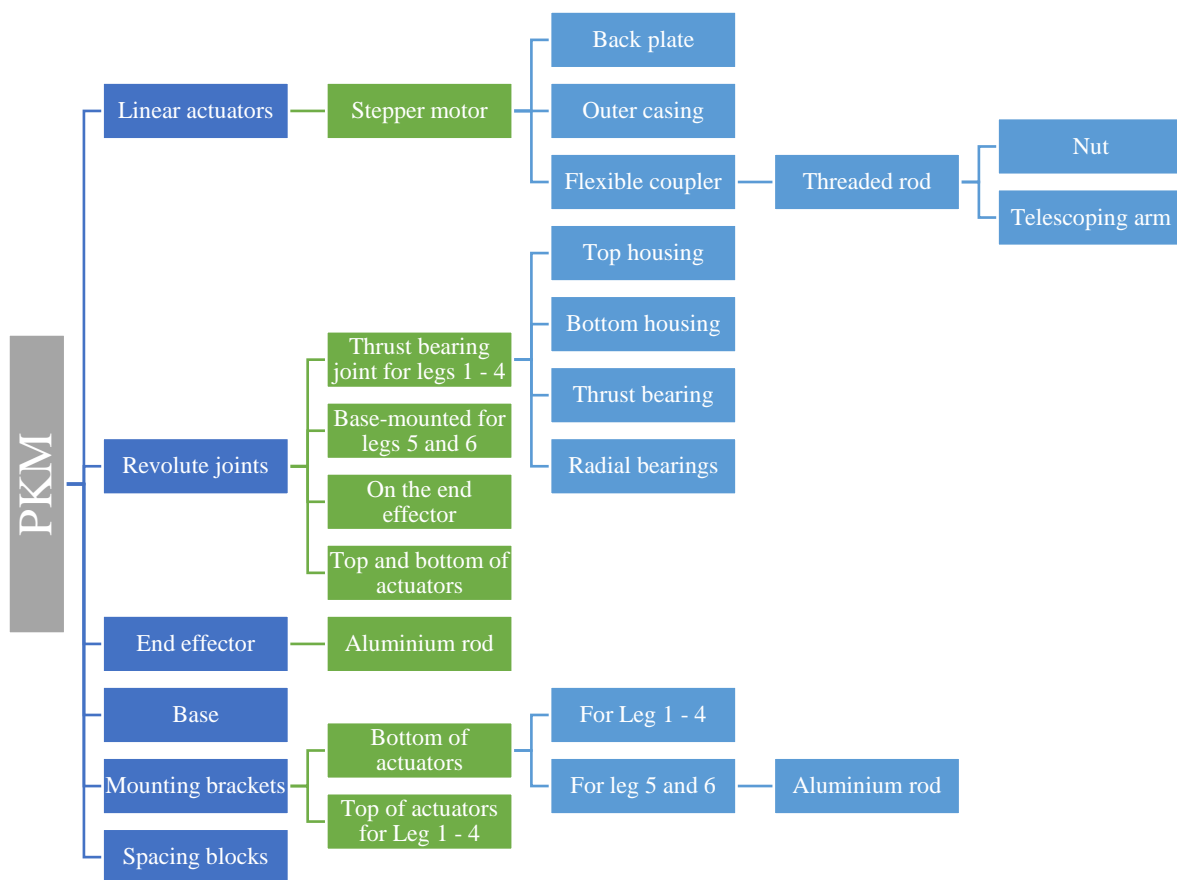 PKM
Linear actuators
Stepper motor
Back plate
Outer casing
Flexible coupler
Threaded rod
Nut
Telescoping arm
Revolute joints
Thrust bearing
joint for legs 1 - 4
Top housing
Bottom housing
Thrust bearing
Radial bearings
Base-mounted for
legs 5 and 6
On the end
effector
Top and bottom of
actuators
End effector
Aluminium rod
Base
Mounting brackets
Bottom of
actuators
For Leg 1 - 4
For leg 5 and 6
Aluminium rod
Top of actuators
for Leg 1 - 4
Spacing blocks